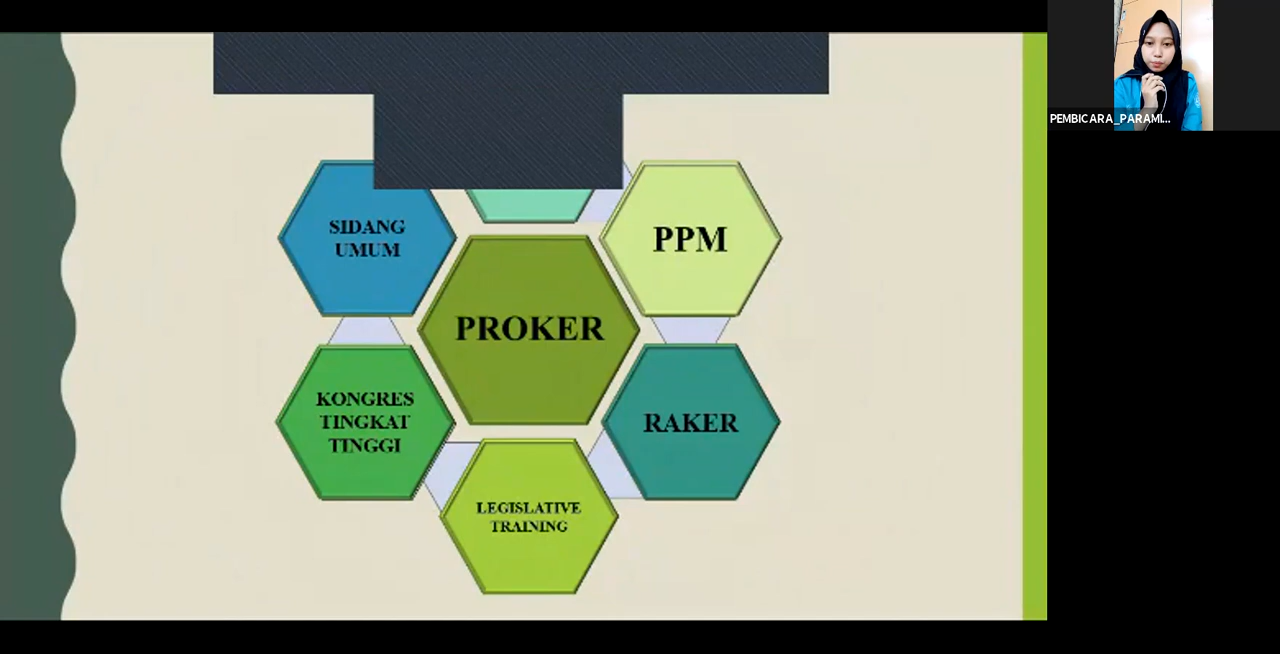 PEMBICARA_PARAMI...
SIDANG
UMUM
PPM
PROKER
KONGRES
TINGKAT
TINGGI
RAKER
LEGISLATIVE
TRAINING